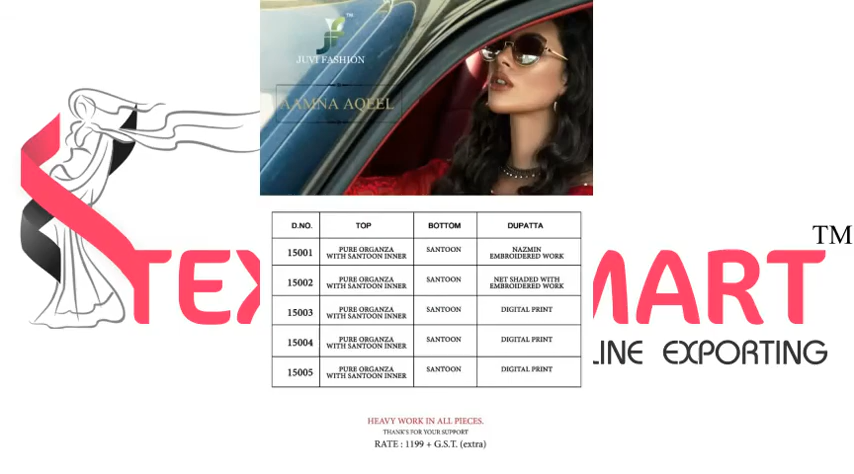 TM
JUVI FASHION
AAMNA AQEEL
D.NO. TOP BOTTOM DUPATTA
15001 PURE ORGANZA WITH SANTOON INNER SANTOON NAZMIN EMBROIDERED WORK
15002 PURE ORGANZA WITH SANTOON INNER SANTOON NET SHADED WITH EMBROIDERED WORK
15003 PURE ORGANZA WITH SANTOON INNER SANTOON DIGITAL PRINT
15004 PURE ORGANZA WITH SANTOON INNER SANTOON DIGITAL PRINT
15005 PURE ORGANZA WITH SANTOON INNER SANTOON DIGITAL PRINT
HEAVY WORK IN ALL PIECES.
THANK'S FOR YOUR SUPPORT
RATE : 1199 + G.S.T. (extra)
TEX MART TM
LINE EXPORTING